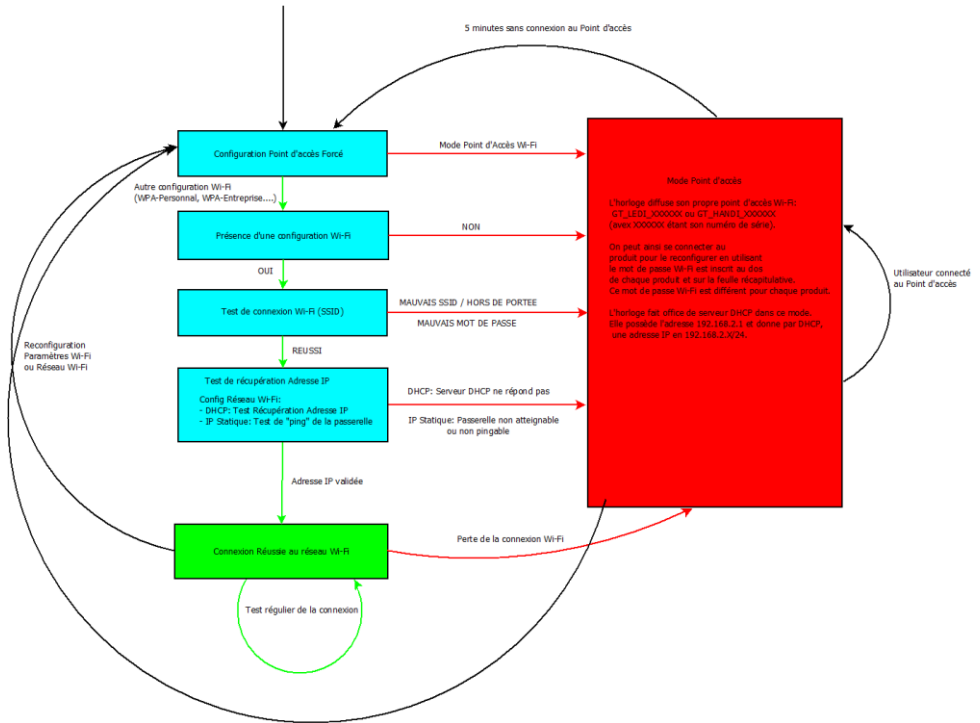 5 minutes sans connexion au Point d'accès
Configuration Point d'accès Forcé
Mode Point d'Accès Wi-Fi
Autre configuration Wi-Fi
(WPA-Personnal, WPA-Entreprise....)
Présence d'une configuration Wi-Fi
NON
OUI
Test de connexion Wi-Fi (SSID)
MAUVAIS SSID / HORS DE PORTEE
MAUVAIS MOT DE PASSE
REUSSI
Test de récupération Adresse IP
Config Réseau Wi-Fi:
- DHCP: Test Récupération Adresse IP
- IP Statique: Test de "ping" de la passerelle
DHCP: Serveur DHCP ne répond pas
IP Statique: Passerelle non atteignable
ou non pingable
Adresse IP validée
Connexion Réussie au réseau Wi-Fi
Perte de la connexion Wi-Fi
Test régulier de la connexion
Reconfiguration
Paramètres Wi-Fi
ou Réseau Wi-Fi
Mode Point d'accès
L'horloge diffuse son propre point d'accès Wi-Fi:
GT_LEDI_XXXXXX ou GT_HANDI_XXXXXX
(avex XXXXXX étant son numéro de série).
On peut ainsi se connecter au
produit pour le reconfigurer en utilisant
le mot de passe Wi-Fi est inscrit au dos
de chaque produit et sur la feuille récapitulative.
Ce mot de passe Wi-Fi est différent pour chaque produit.
L'horloge fait office de serveur DHCP dans ce mode.
Elle possède l'adresse 192.168.2.1 et donne par DHCP,
une adresse IP en 192.168.2.X/24.
Utilisateur connecté
au Point d'accès